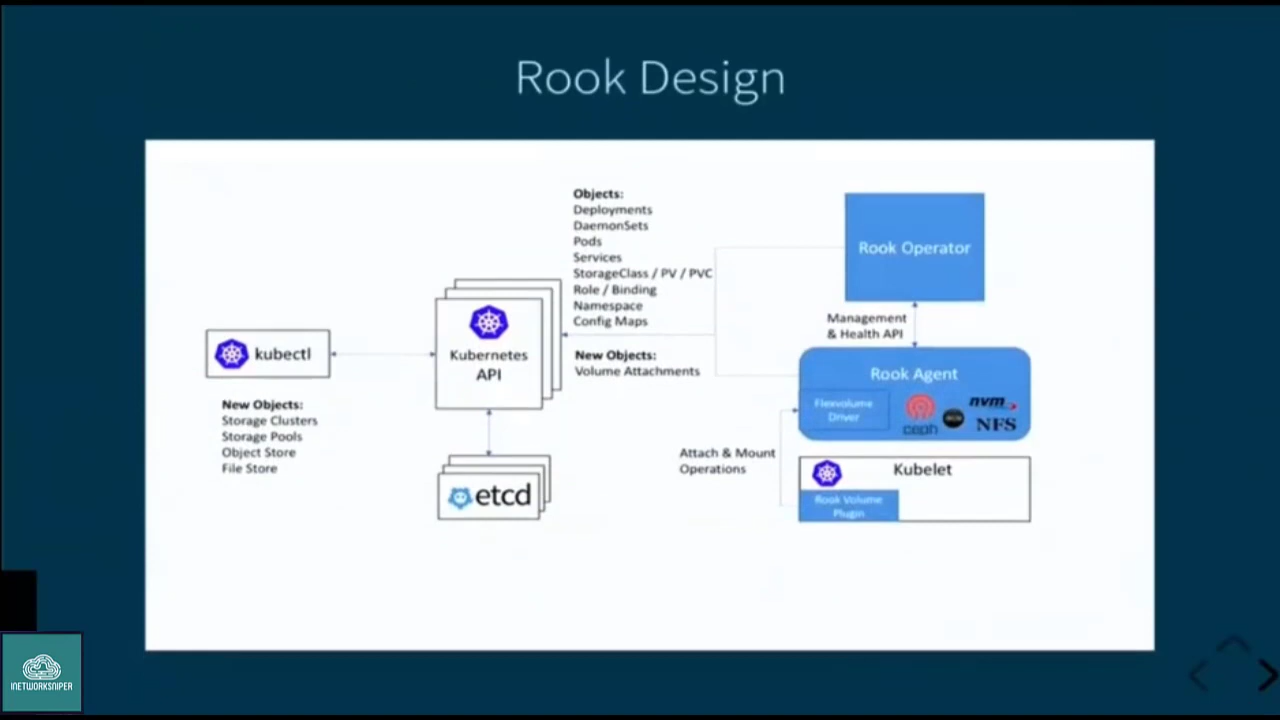 Rook Design
Objects:
Deployments
DaemonSets
Pods
Services
StorageClass / PV / PVC
Role / Binding
Namespace
Config Maps
New Objects:
Volume Attachments
kubectl
New Objects:
Storage Clusters
Storage Pools
Object Store
File Store
Kubernetes
API
etcd
Rook Operator
Management
& Health API
Rook Agent
Flexvolume
Driver
ceph
nvm
NFS
Attach & Mount
Operations
Kubelet
Rook Volume
Plugin
INETWORKSNIPER